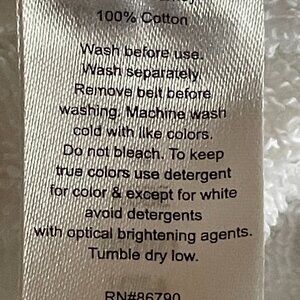 100% Cotton
Wash before use.
Wash separately.
Remove belt before
washing. Machine wash
cold with like colors.
Do not bleach. To keep
true colors use detergent
for color & except for white
avoid detergents
with optical brightening agents.
Tumble dry low.
RN#86790